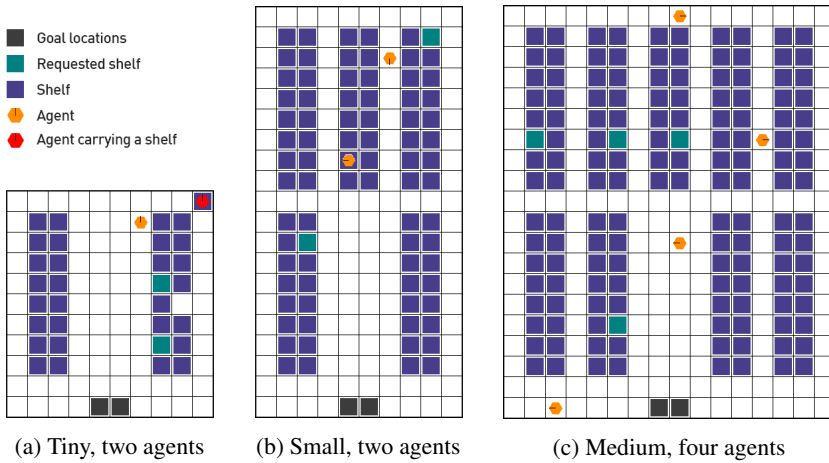 Goal locations
Requested shelf
Shelf
Agent
Agent carrying a shelf
(a) Tiny, two agents
(b) Small, two agents
(c) Medium, four agents